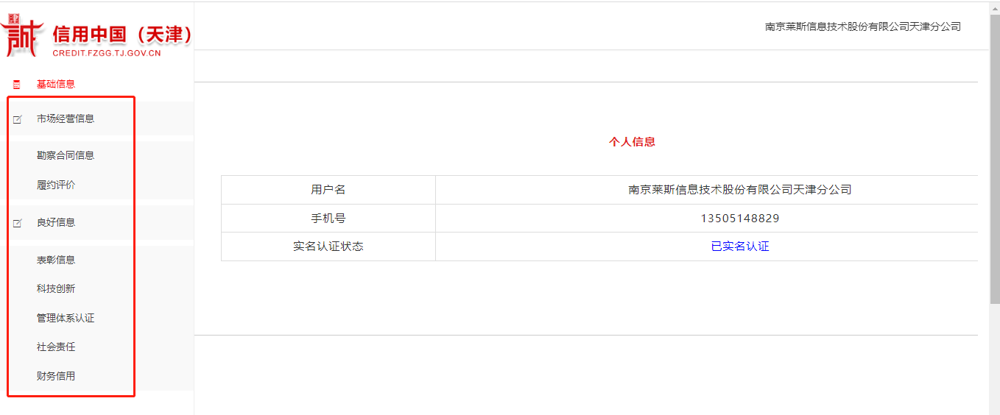 信用中国（天津）
CREDIT.FZGG.TJ.GOV.CN
南京莱斯信息技术股份有限公司天津分公司
基础信息
市场经营信息
勘察合同信息
履约评价
良好信息
表彰信息
科技创新
管理体系认证
社会责任
财务信用
个人信息
用户名 南京莱斯信息技术股份有限公司天津分公司
手机号 13505148829
实名认证状态 已实名认证